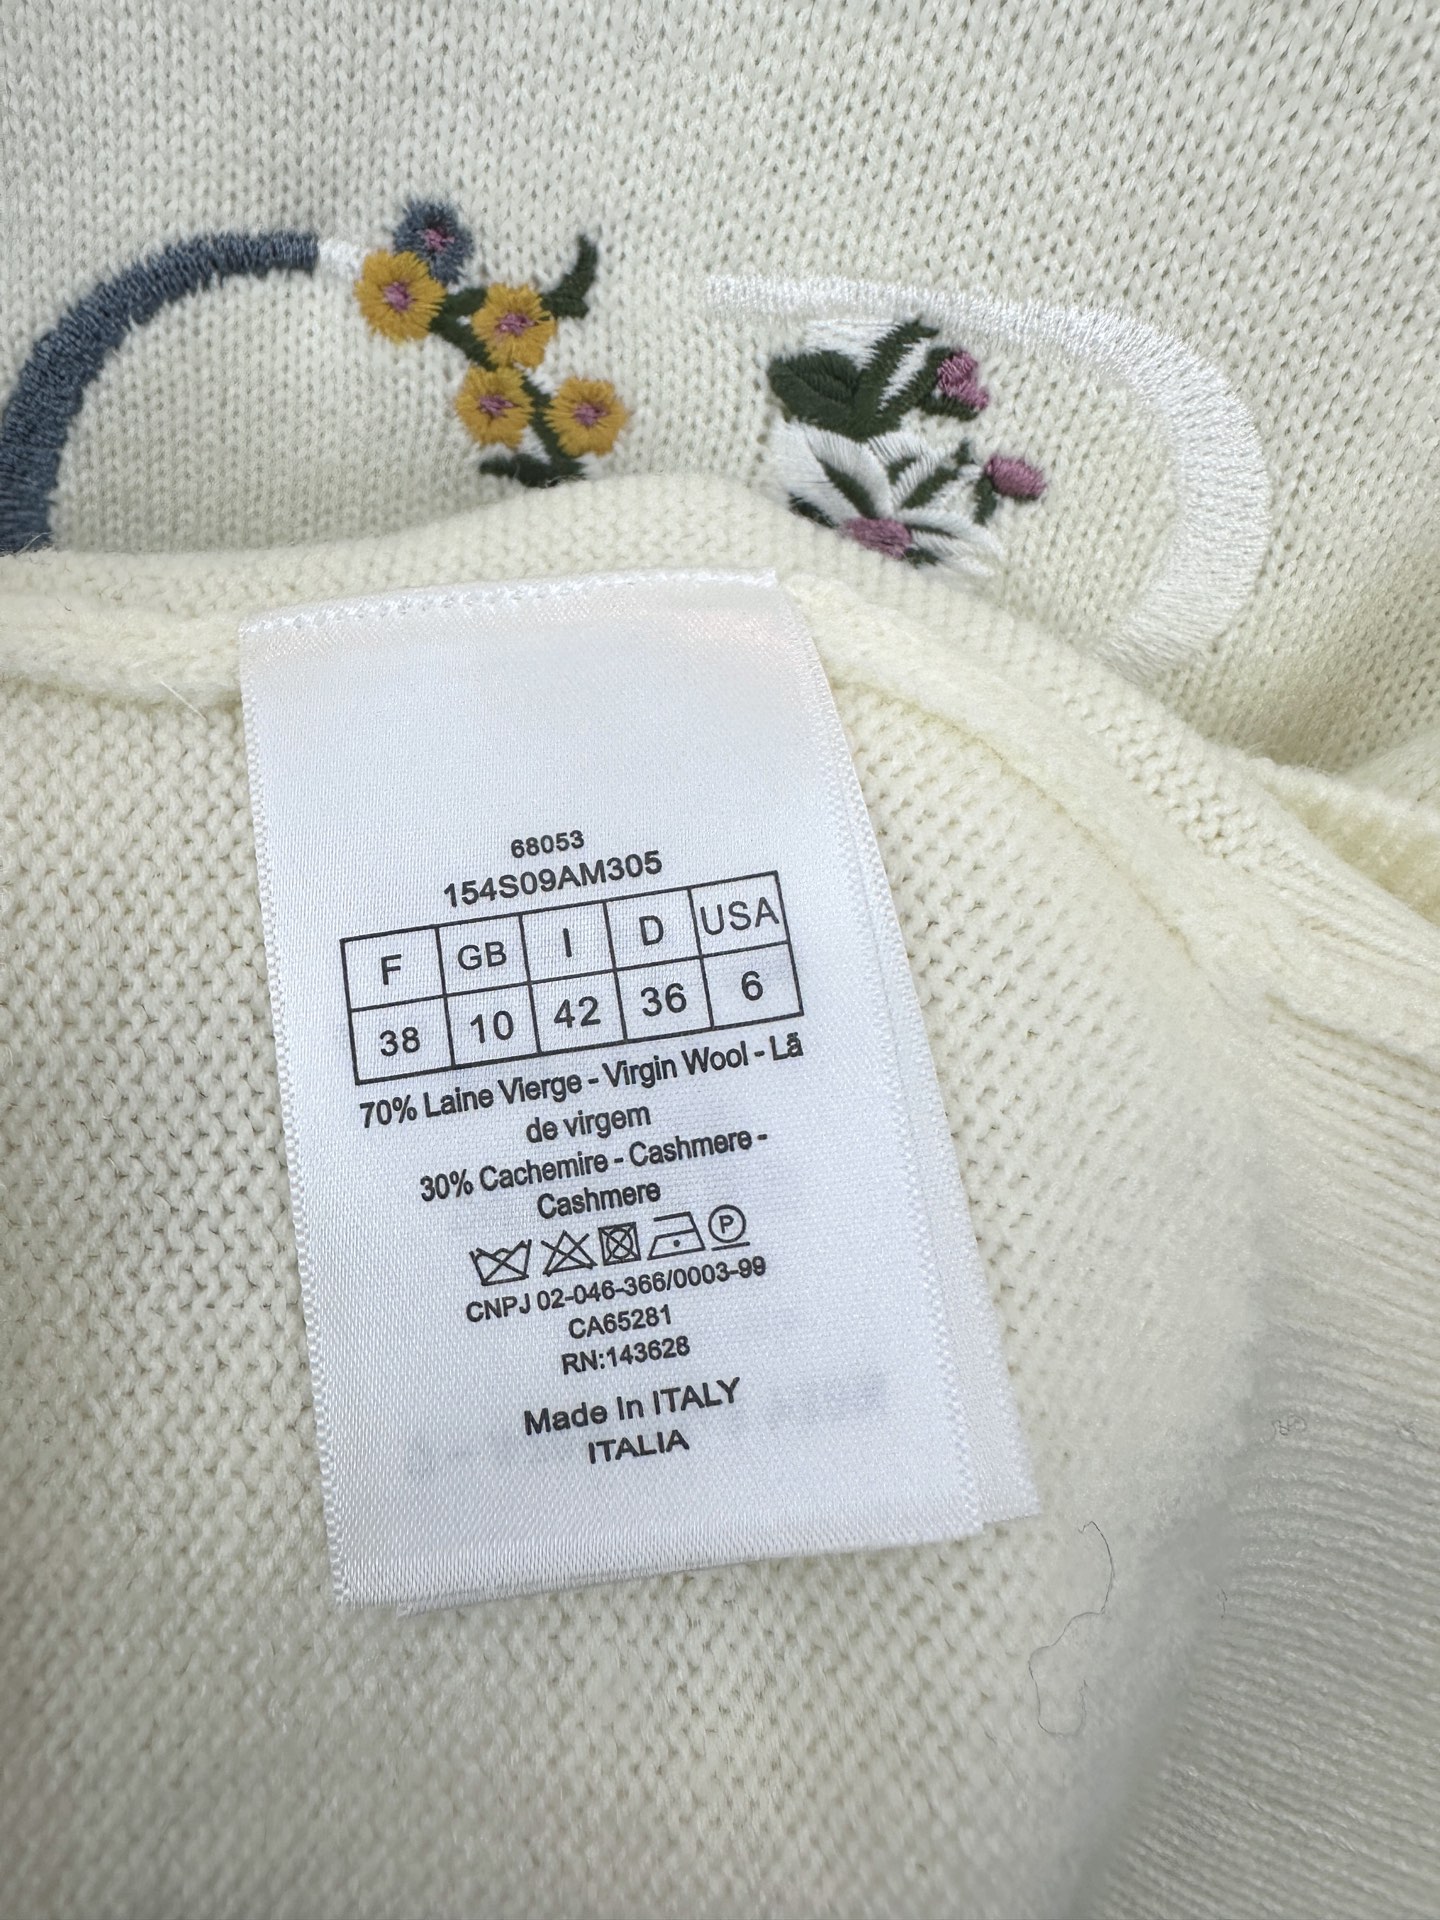 68053
154S09AM305
F GB I D USA
38 10 42 36 6
70% Laine Vierge - Virgin Wool - Lã
de virgem
30% Cachemire - Cashmere -
Cashmere
P
CNPJ 02-046-366/0003-99
CA65281
RN:143628
Made In ITALY
ITALIA